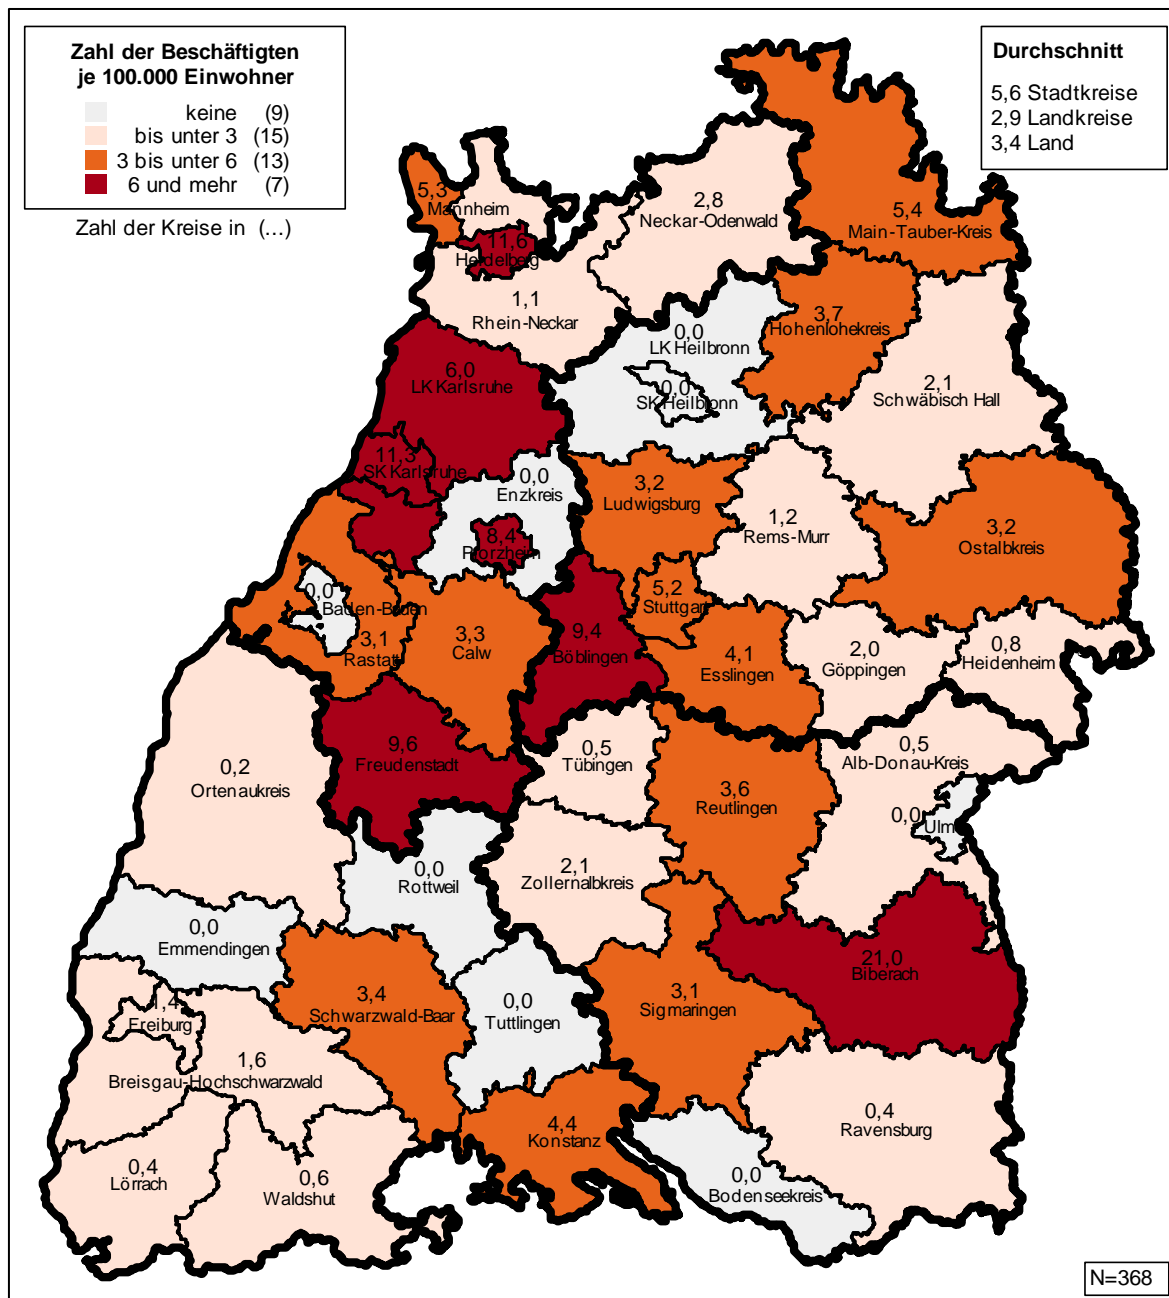 Zahl der Beschäftigten
je 100.000 Einwohner
keine (9)
bis unter 3 (15)
3 bis unter 6 (13)
6 und mehr (7)
Zahl der Kreise in (...)
Durchschnitt
5,6 Stadtkreise
2,9 Landkreise
3,4 Land
5,3
Mannheim
2,8
Neckar-Odenwald
5,4
Main-Tauber-Kreis
11,6
Heidelberg
1,1
Rhein-Neckar
3,7
Hohenlohekreis
0,0
LK Heilbronn
0,0
SK Heilbronn
6,0
LK Karlsruhe
2,1
Schwäbisch Hall
11,3
SK Karlsruhe
0,0
Enzkreis
3,2
Ludwigsburg
1,2
Rems-Murr
3,2
Ostalbkreis
8,4
Pforzheim
0,0
Baden-Baden
5,2
Stuttgart
3,1
Rastatt
3,3
Calw
9,4
Böblingen
4,1
Esslingen
2,0
Göppingen
0,8
Heidenheim
0,2
Ortenaukreis
9,6
Freudenstadt
0,5
Tübingen
0,5
Alb-Donau-Kreis
3,6
Reutlingen
0,0
Ulm
0,0
Rottweil
2,1
Zollernalbkreis
0,0
Emmendingen
21,0
Biberach
3,4
Schwarzwald-Baar
0,0
Tuttlingen
3,1
Sigmaringen
1,4
Freiburg
1,6
Breisgau-Hochschwarzwald
0,4
Ravensburg
4,4
Konstanz
0,4
Lörrach
0,6
Waldshut
0,0
Bodenseekreis
N=368